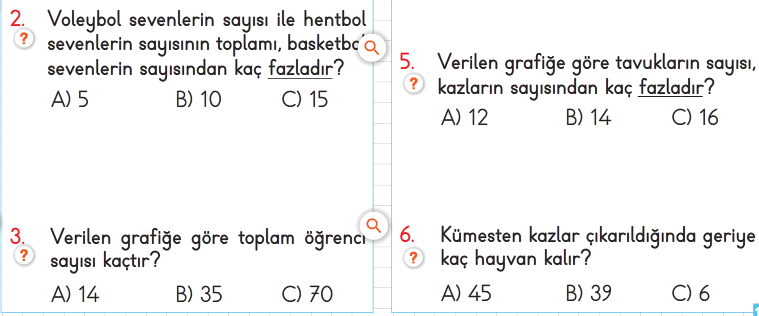 2. Voleybol sevenlerin sayısı ile hentbol
? sevenlerin sayısının toplamı,
sevenlerin sayısından kaç fazladır?
A) 5 B) 10 C) 15
3. Verilen grafiğe göre toplam öğrenci
? sayısı kaçtır?
A) 14 B) 35 C) 70
5. Verilen grafiğe göre tavukların sayısı,
? kazların sayısından kaç fazladır?
A) 12 B) 14 C) 16
6. Kümesten kazlar çıkarıldığında geriye
? kaç hayvan kalır?
A) 45 B) 39 C) 6